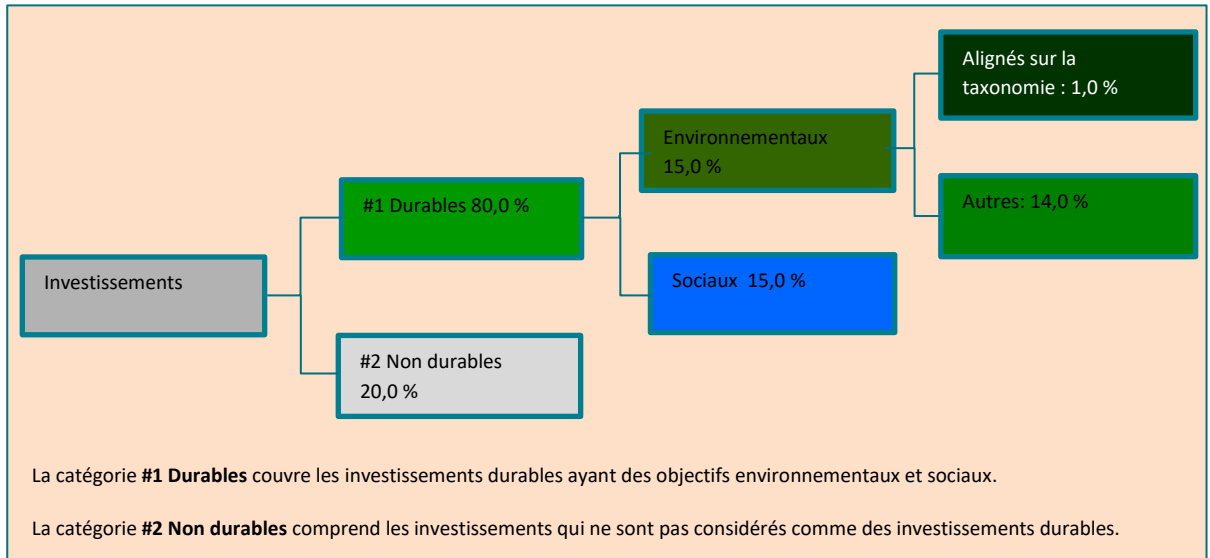 Alignés sur la
taxonomie : 1,0 %
Environnementaux
15,0 %
#1 Durables 80,0 %
Autres: 14,0 %
Investissements
Sociaux  15,0 %
#2 Non durables
20,0 %
La catégorie #1 Durables couvre les investissements durables ayant des objectifs environnementaux et sociaux.
La catégorie #2 Non durables comprend les investissements qui ne sont pas considérés comme des investissements durables.